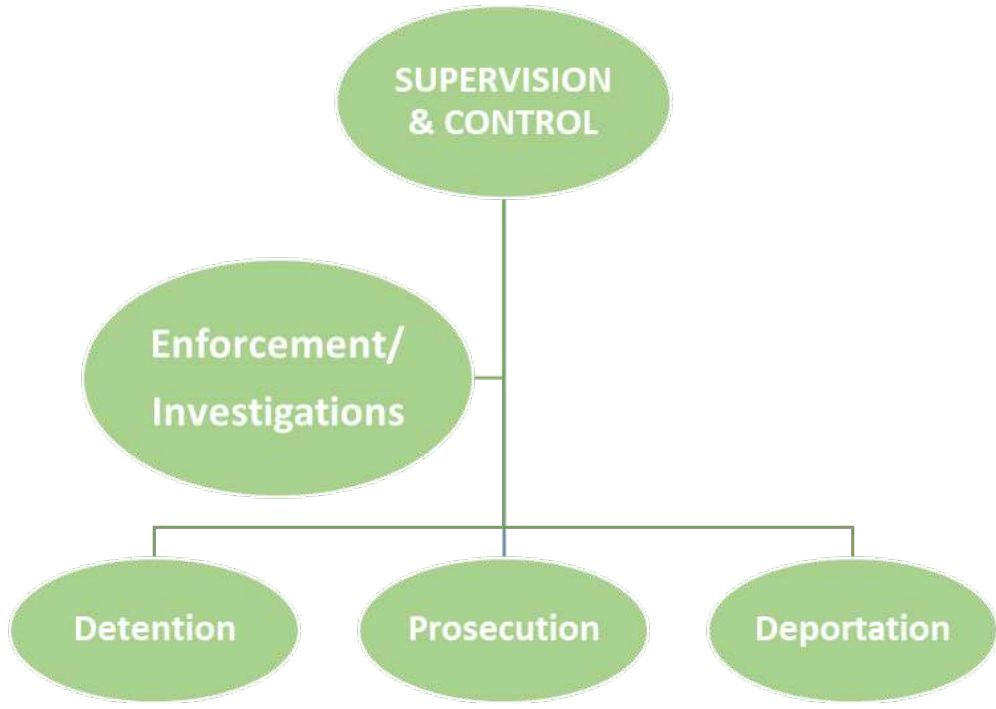 SUPERVISION
& CONTROL
Enforcement/
Investigations
Detention
Prosecution
Deportation